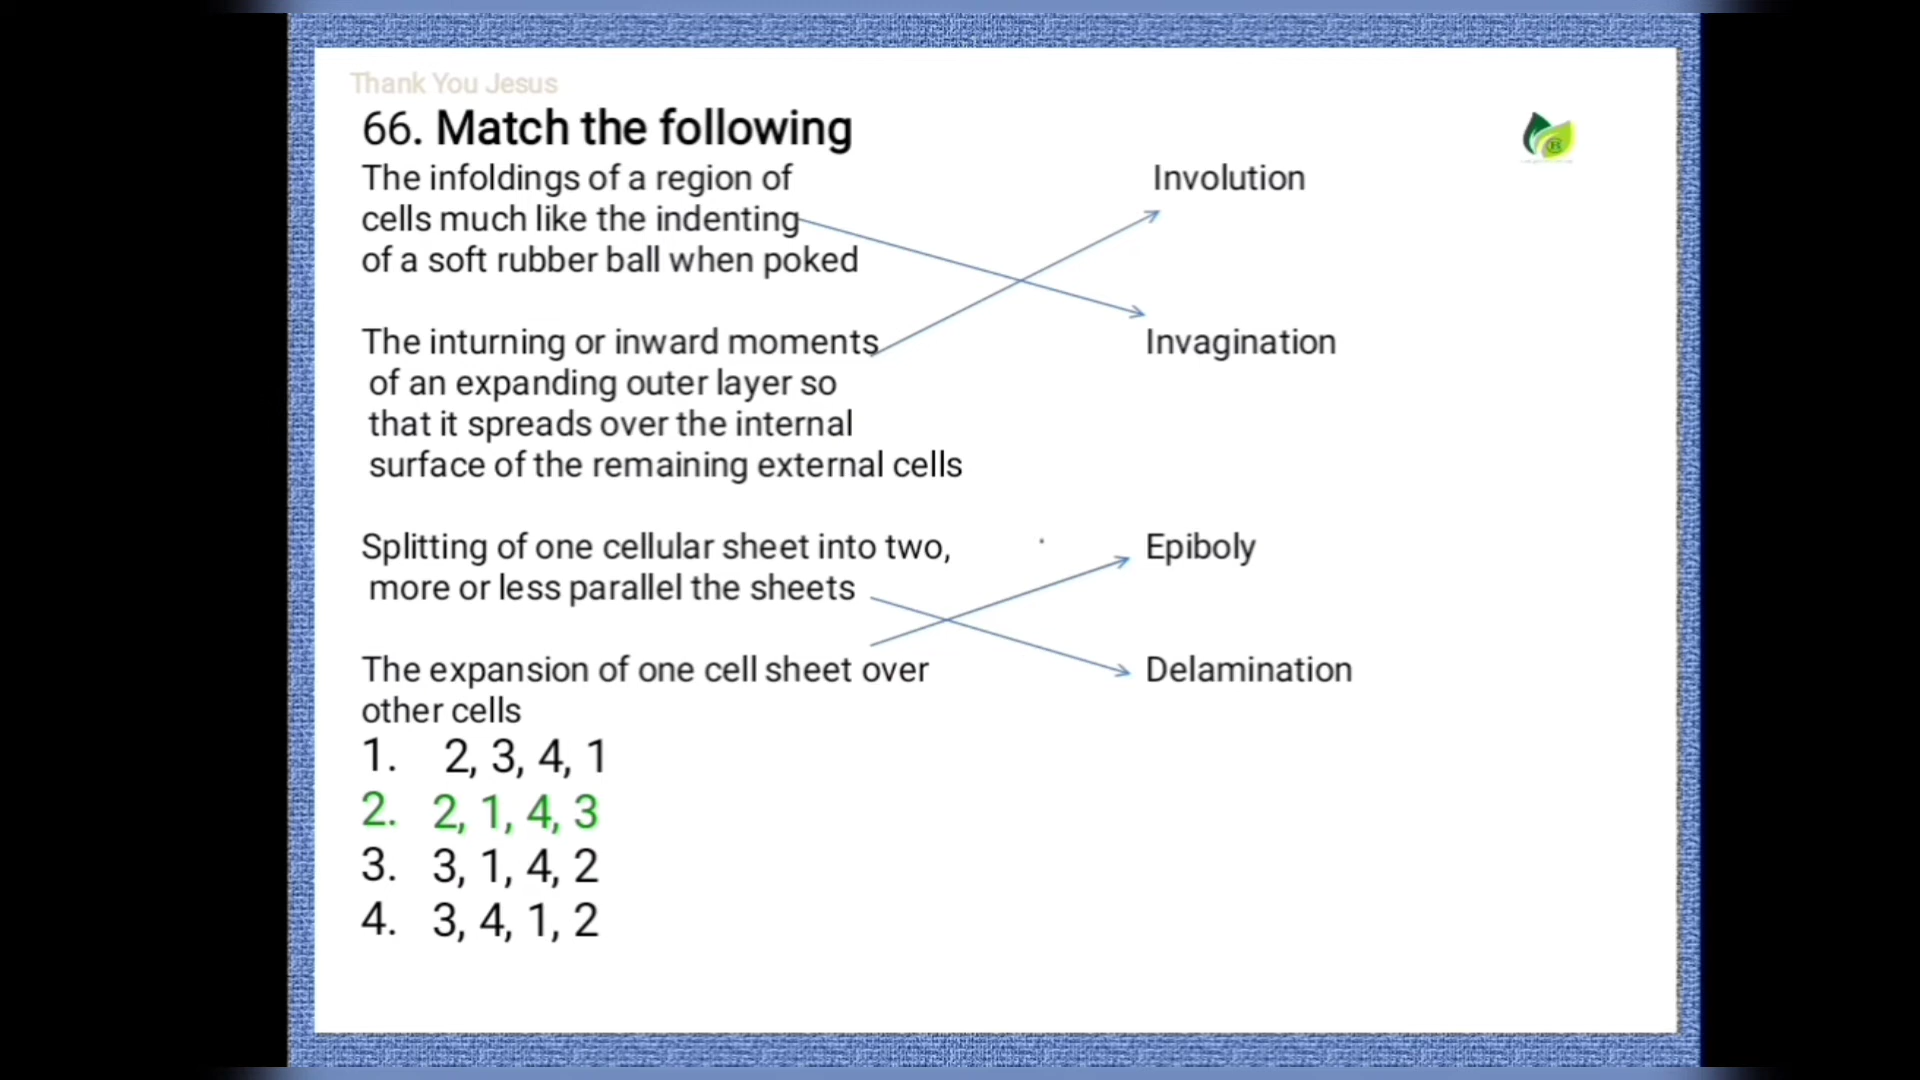 Thank You Jesus
66. Match the following
The infoldings of a region of Involution
cells much like the indenting
of a soft rubber ball when poked
The inturning or inward moments Invagination
of an expanding outer layer so
that it spreads over the internal
surface of the remaining external cells
Splitting of one cellular sheet into two, Epiboly
more or less parallel the sheets
The expansion of one cell sheet over Delamination
other cells
1. 2, 3, 4, 1
2. 2, 1, 4, 3
3. 3, 1, 4, 2
4. 3, 4, 1, 2